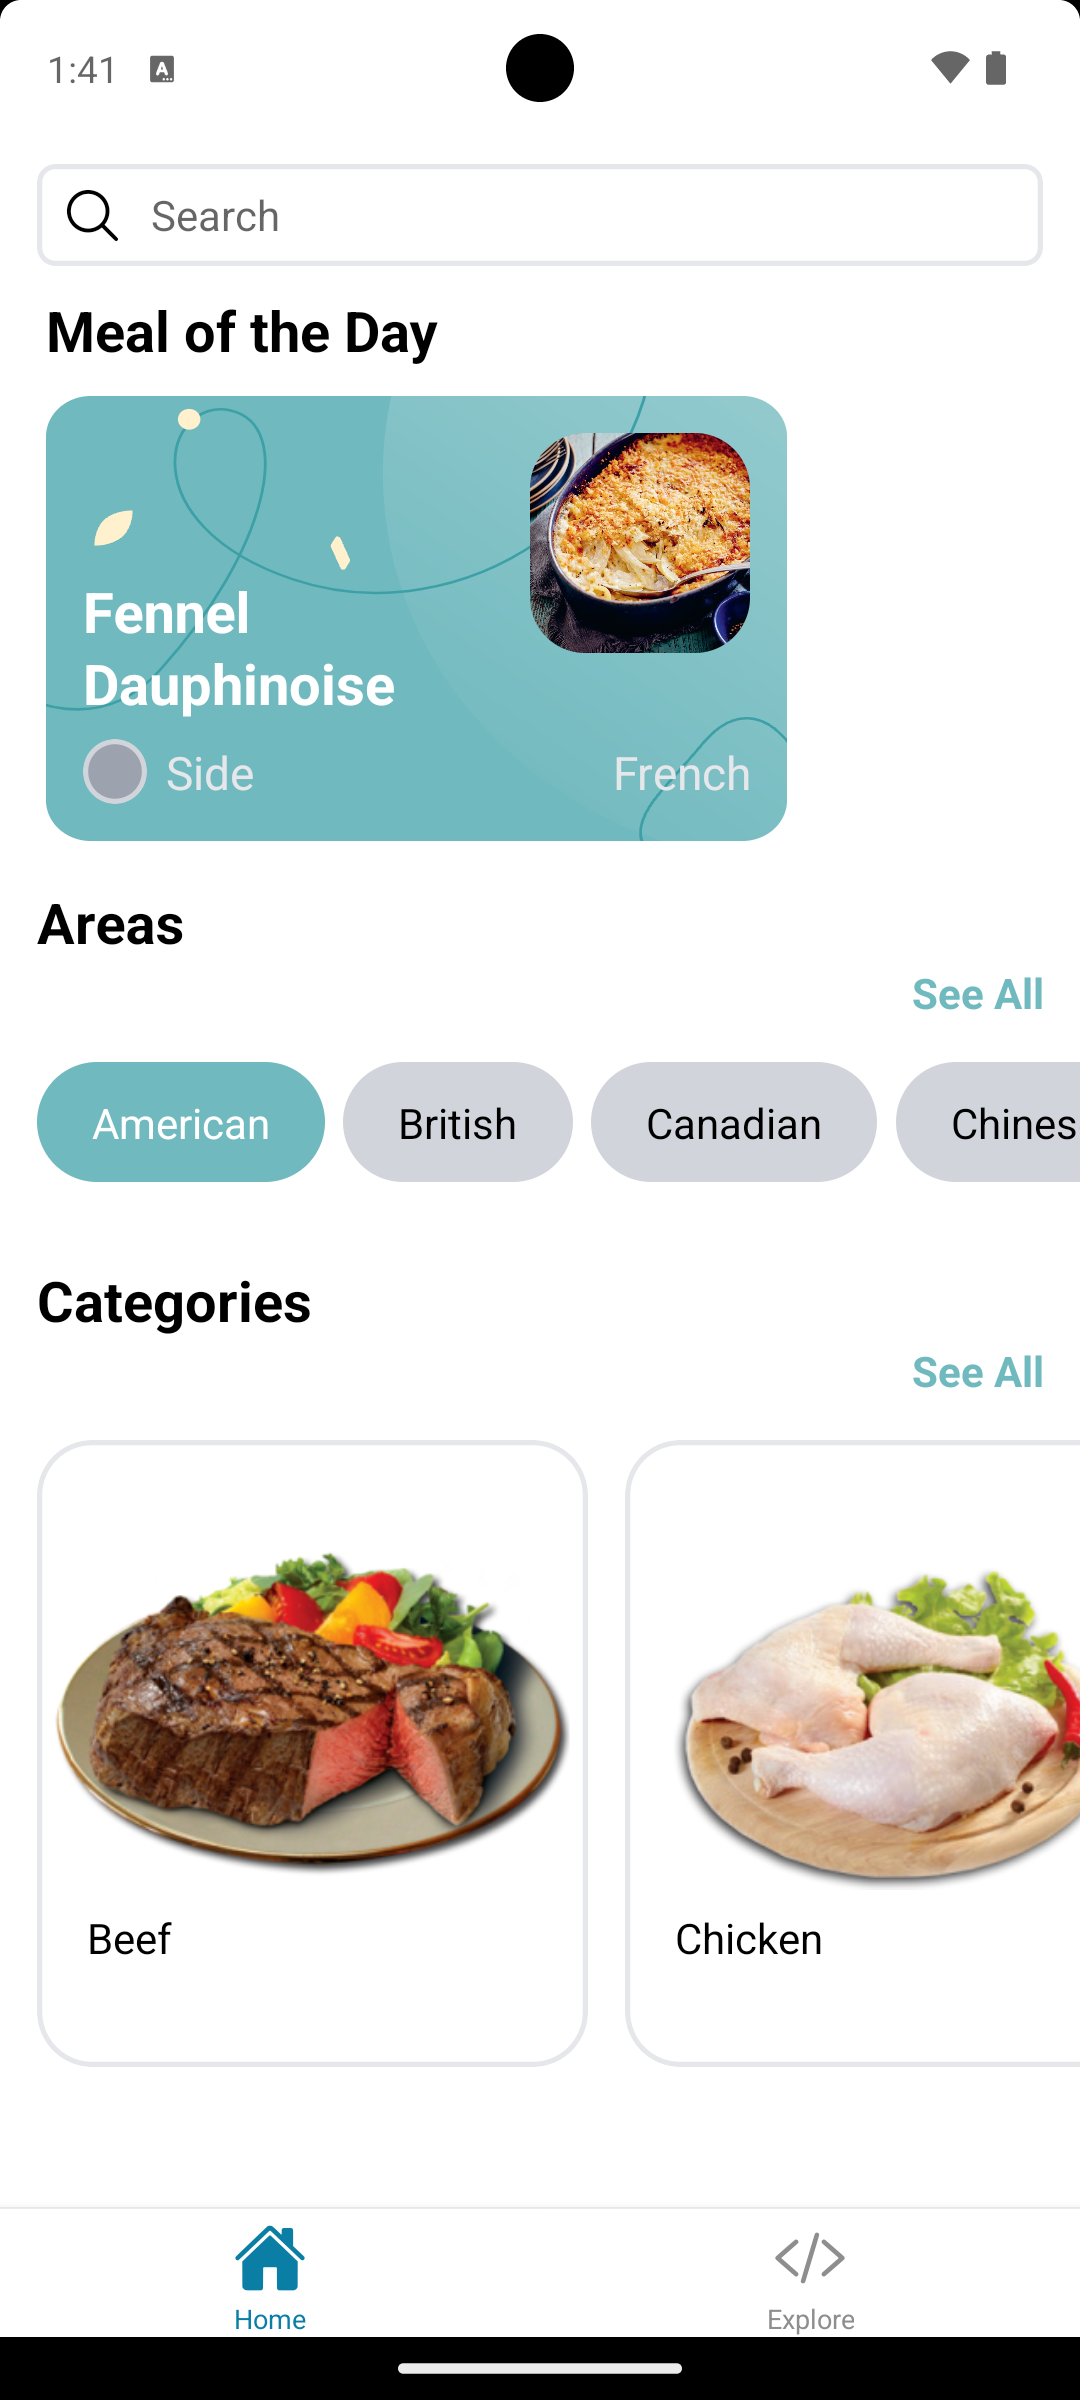 1:41
Search
Meal of the Day
Fennel
Dauphinoise
Side
French
Areas
See All
American
British
Canadian
Chines
Categories
See All
Beef
Chicken
Home
Explore